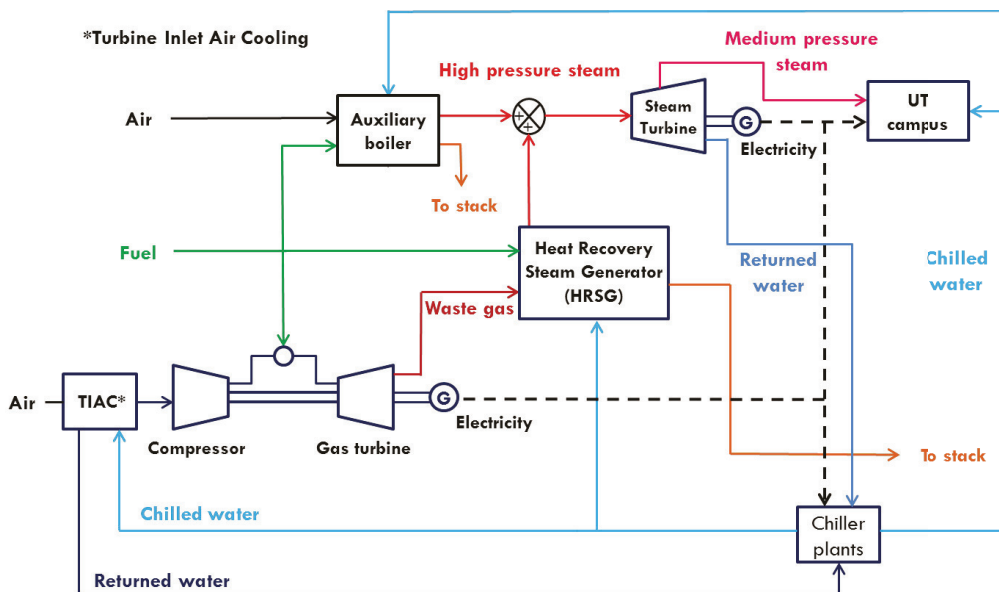 *Turbine Inlet Air Cooling
Medium pressure
steam
High pressure steam
Air
Auxiliary
boiler
+
+
Steam
Turbine
G
Electricity
UT
campus
To stack
Fuel
Heat Recovery
Steam Generator
(HRSG)
Returned
water
Chilled
water
Waste gas
Air
TIAC*
G
Electricity
Compressor
Gas turbine
To stack
Chilled water
Chiller
plants
Returned water